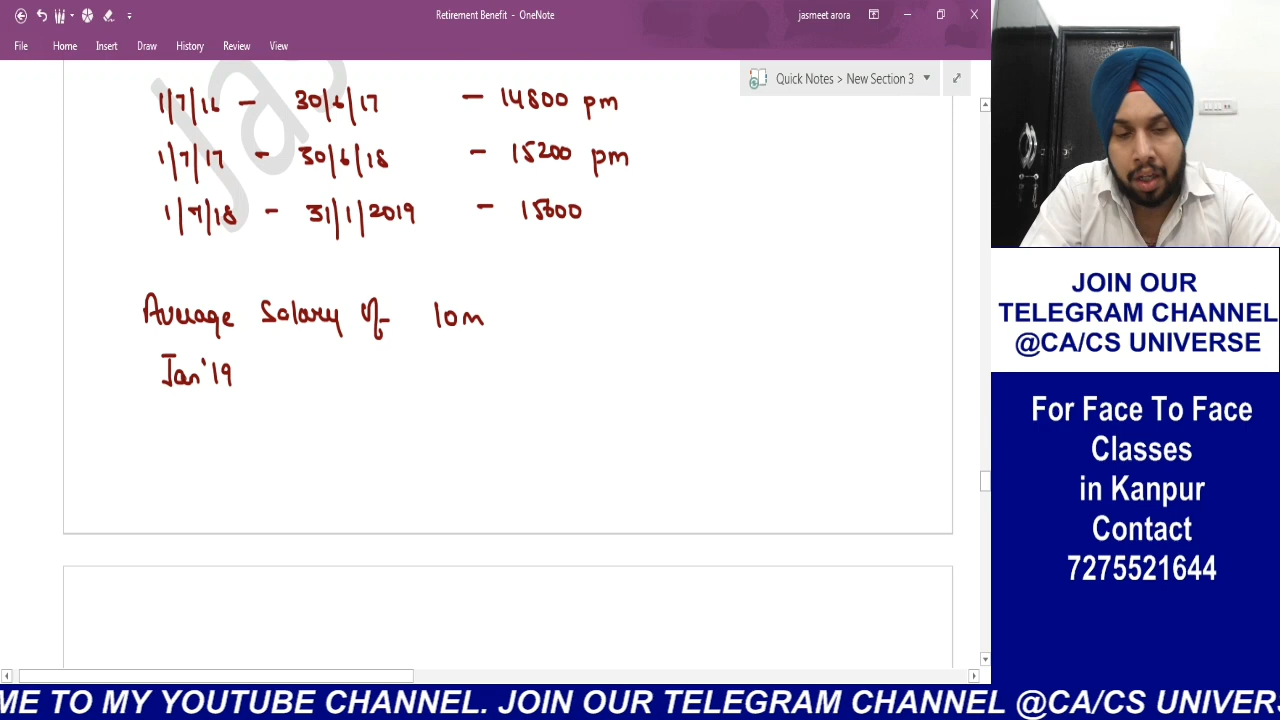 Retirement Benefit - OneNote
jasmeet arora
File Home Insert Draw History Review View
Quick Notes > New Section 3
Jas
1/7/16 - 30/6/17 - 14800 pm
1/7/17 - 30/6/18 - 15200 pm
1/7/18 - 31/1/2019 - 15600
Average Salary of 10m
Jan'19
JOIN OUR
TELEGRAM CHANNEL
@CA/CS UNIVERSE
For Face To Face
Classes
in Kanpur
Contact
7275521644
ME TO MY YOUTUBE CHANNEL. JOIN OUR TELEGRAM CHANNEL @CA/CS UNIVERS